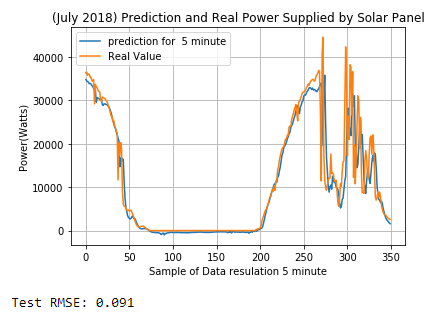 (July 2018) Prediction and Real Power Supplied by Solar Panel
prediction for 5 minute
Real Value
Power(Watts)
40000
30000
20000
10000
0
0 50 100 150 200 250 300 350
Sample of Data resulation 5 minute
Test RMSE: 0.091